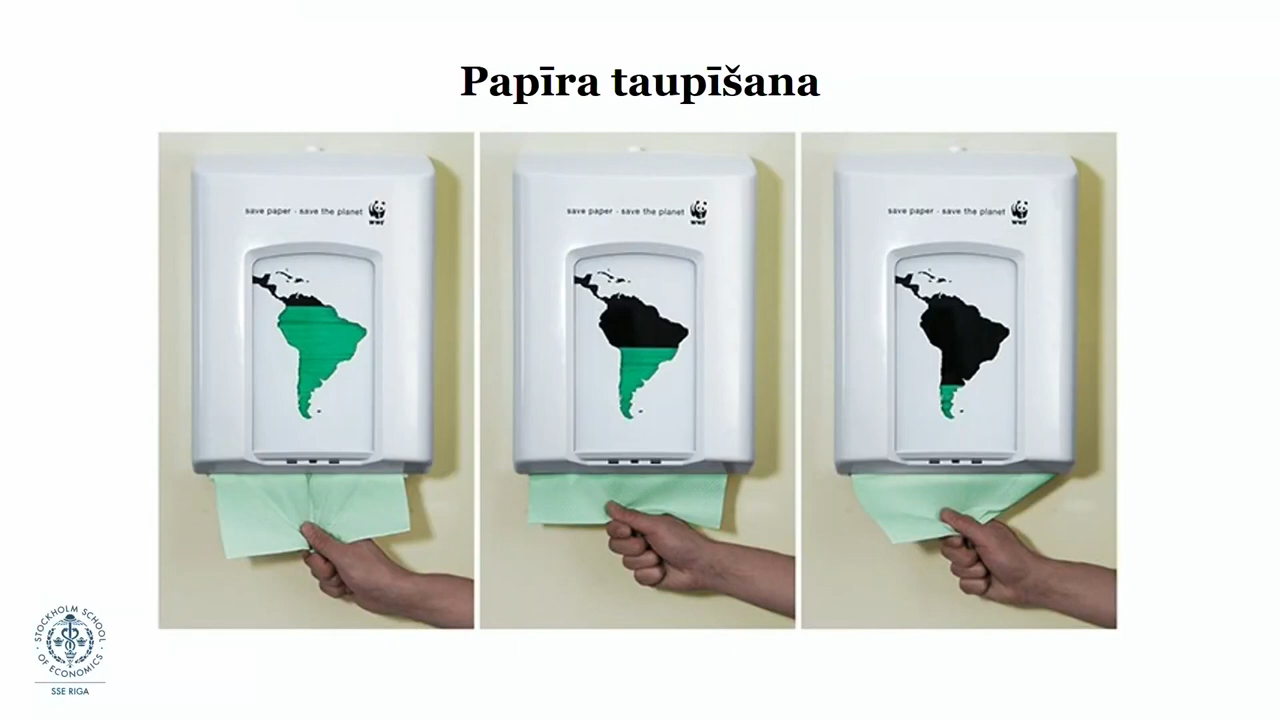 Papīra taupīšana
save paper - save the planet
WWF
save paper - save the planet
WWF
save paper - save the planet
WWF
STOCKHOLM SCHOOL
OF ECONOMICS
SSE RIGA